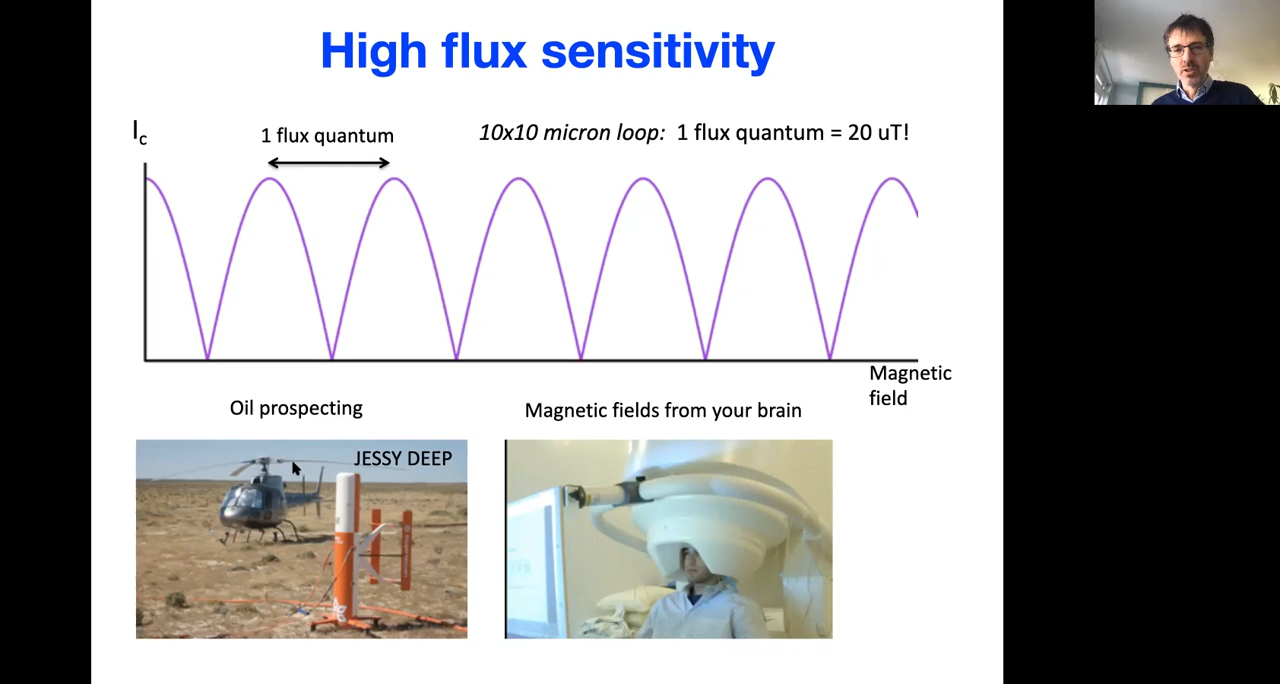 High flux sensitivity
Ic
1 flux quantum
10x10 micron loop: 1 flux quantum = 20 uT!
Magnetic
field
Oil prospecting
Magnetic fields from your brain
JESSY DEEP